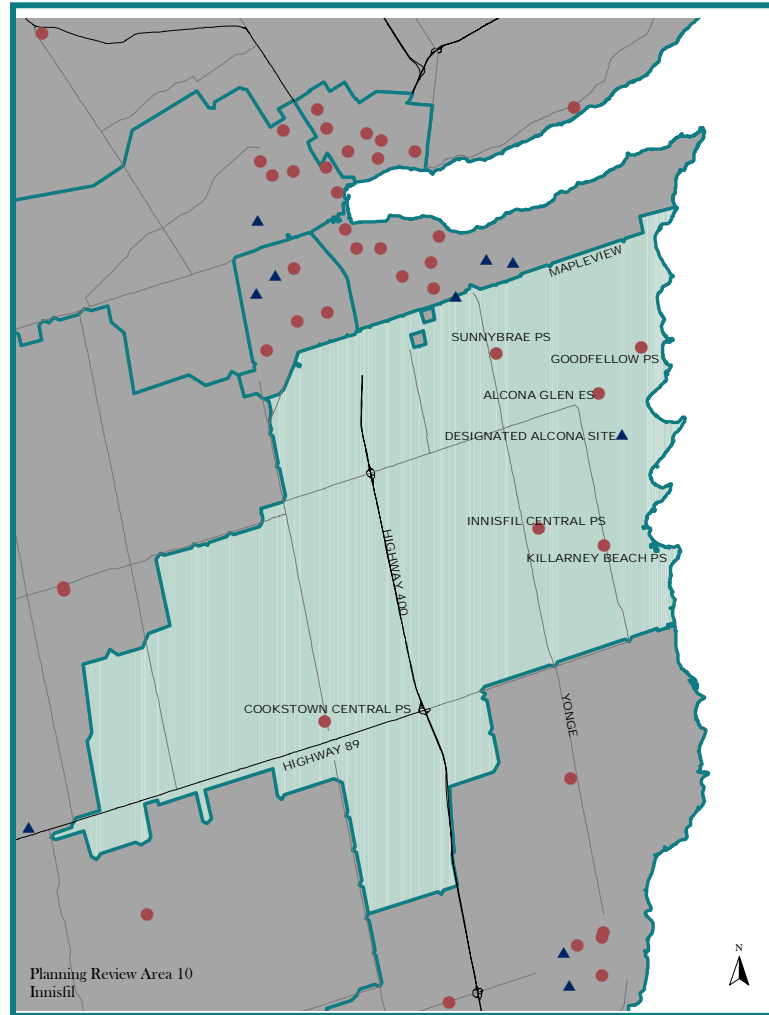 MAPLEVIEW
SUNNYBRAE PS
GOODFELLOW PS
ALCONA GLEN ES
DESIGNATED ALCONA SITE
INNISFIL CENTRAL PS
KILLARNEY BEACH PS
HIGHWAY 400
COOKSTOWN CENTRAL PS
HIGHWAY 89
YONGE
N
Planning Review Area 10
Innisfil